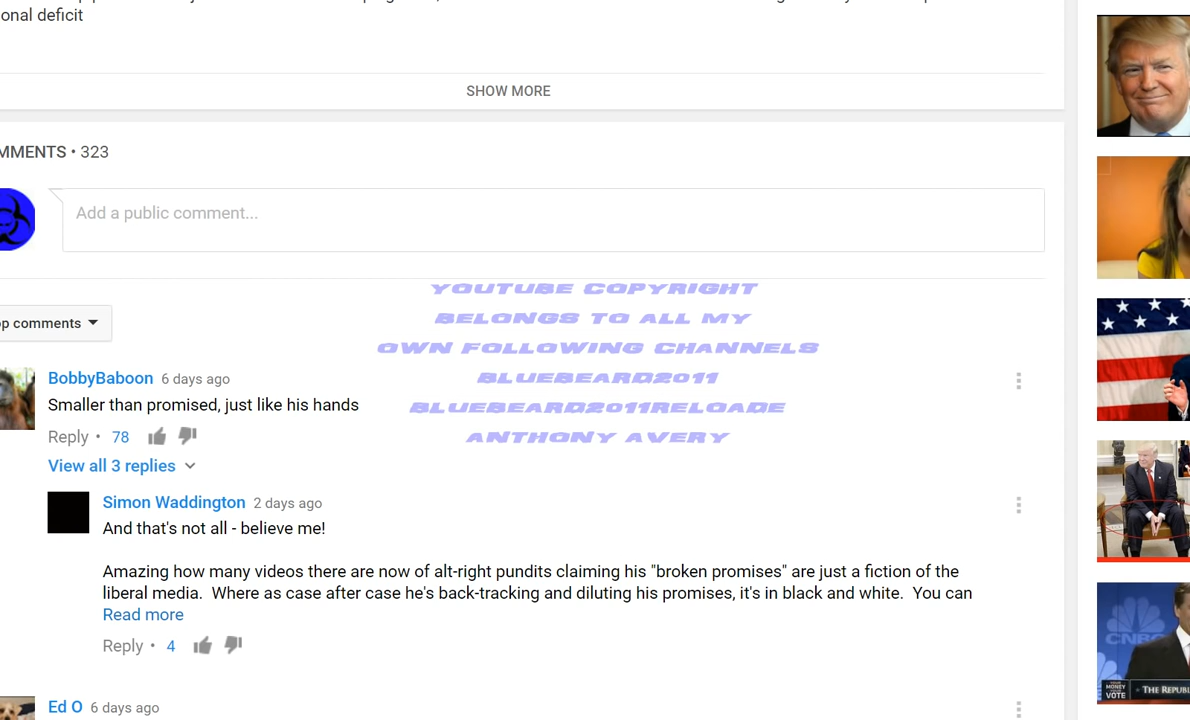 onal deficit
SHOW MORE
MMENTS • 323
Add a public comment...
YOUTUBE COPYRIGHT
BELONGS TO ALL MY
OWN FOLLOWING CHANNELS
BLUEBEARD2011
BLUEBEARD2011RELOADE
ANTHONY AVERY
op comments
BobbyBaboon 6 days ago
Smaller than promised, just like his hands
Reply • 78
View all 3 replies
Simon Waddington 2 days ago
And that's not all - believe me!
Amazing how many videos there are now of alt-right pundits claiming his "broken promises" are just a fiction of the
liberal media. Where as case after case he's back-tracking and diluting his promises, it's in black and white. You can
Read more
Reply • 4
Ed O 6 days ago
CNBC
YOUR
MONEY
YOUR
VOTE
• THE REPUBL